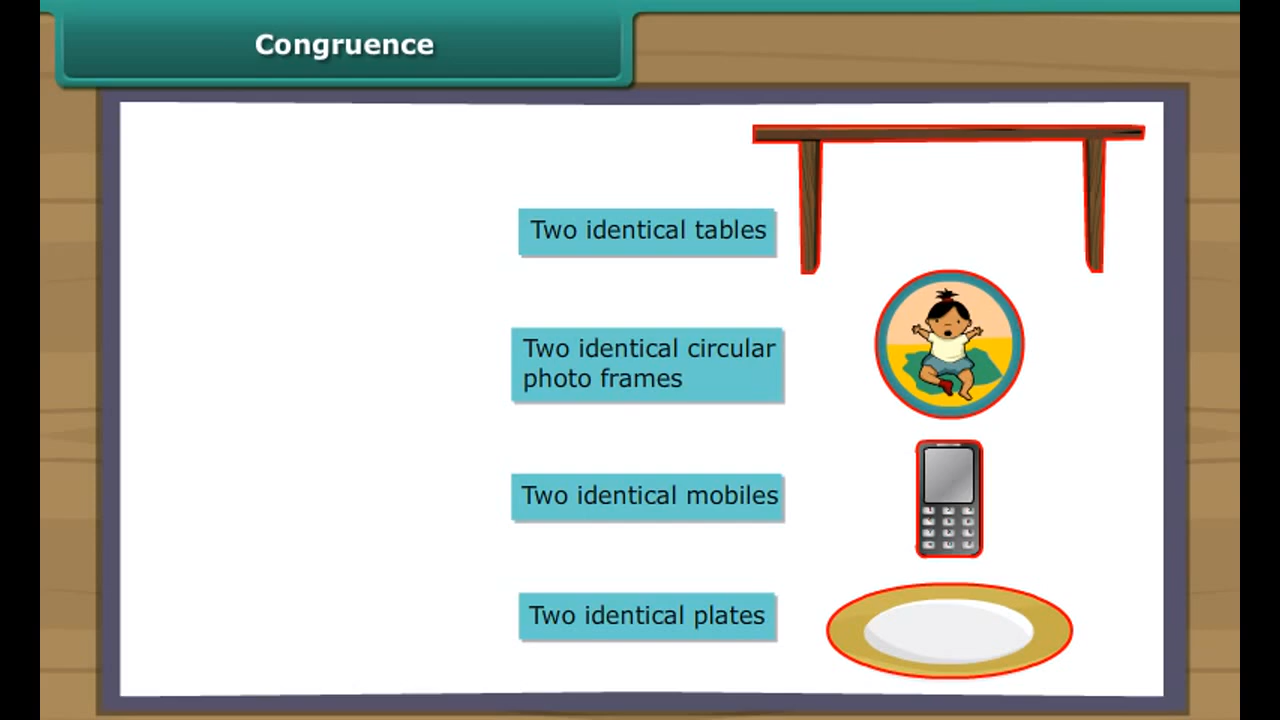 Congruence
Two identical tables
Two identical circular
photo frames
Two identical mobiles
Two identical plates